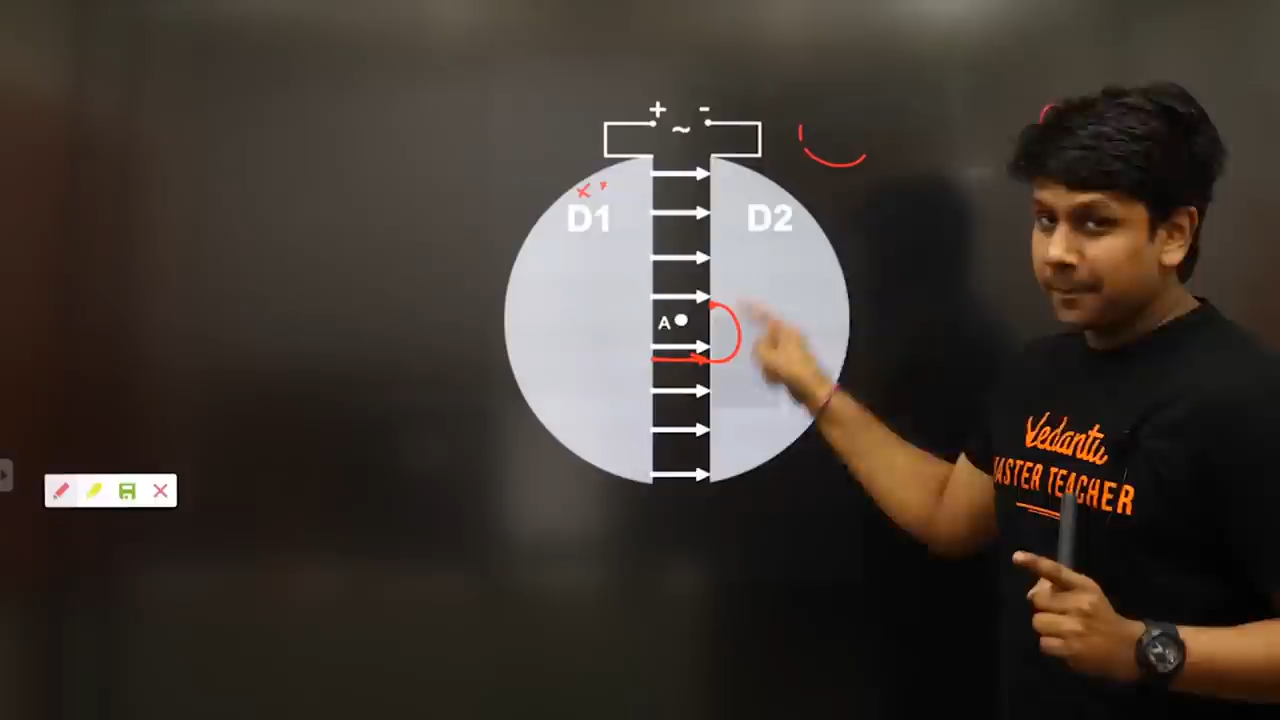 + -
~
D1 D2
A
Vedantu
MASTER TEACHER